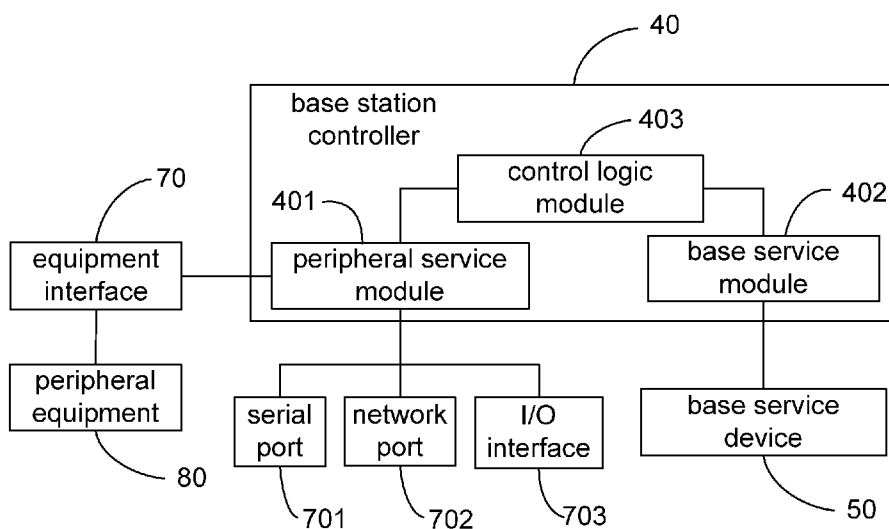 40
base station
controller
403
control logic
module
70
401
402
equipment
interface
peripheral service
module
base service
module
peripheral
equipment
serial
port
network
port
I/O
interface
base service
device
80
701
702
703
50